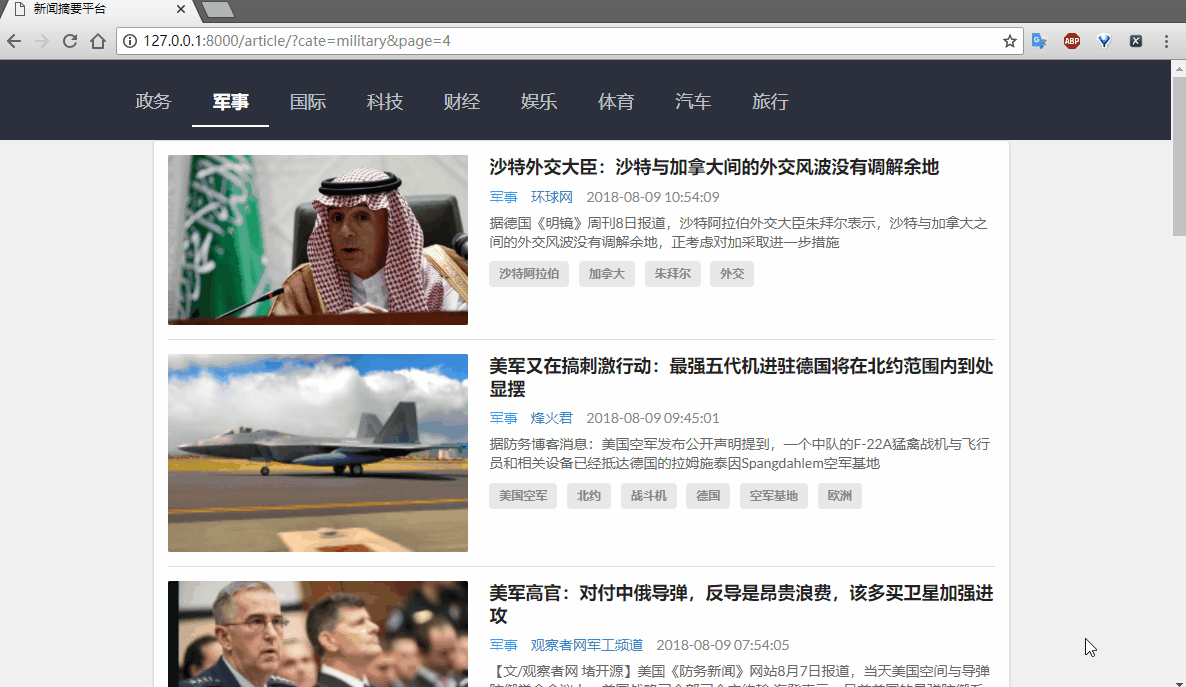 新闻摘要平台
127.0.0.1:8000/article/?cate=military&page=4
ABP
政务 军事 国际 科技 财经 娱乐 体育 汽车 旅行
沙特外交大臣：沙特与加拿大间的外交风波没有调解余地
军事 环球网 2018-08-09 10:54:09
据德国《明镜》周刊8日报道，沙特阿拉伯外交大臣朱拜尔表示，沙特与加拿大之
间的外交风波没有调解余地，正考虑对加采取进一步措施
沙特阿拉伯 加拿大 朱拜尔 外交
美军又在搞刺激行动：最强五代机进驻德国将在北约范围内到处
显摆
军事 烽火君 2018-08-09 09:45:01
据防务博客消息：美国空军发布公开声明提到，一个中队的F-22A猛禽战机与飞行
员和相关设备已经抵达德国的拉姆施泰因Spangdahlem空军基地
美国空军 北约 战斗机 德国 空军基地 欧洲
美军高官：对付中俄导弹，反导是昂贵浪费，该多买卫星加强进
攻
军事 观察者网军工频道 2018-08-09 07:54:05
【文/观察者网 堵开源】美国《防务新闻》网站8月7日报道，当天美国空间与导弹